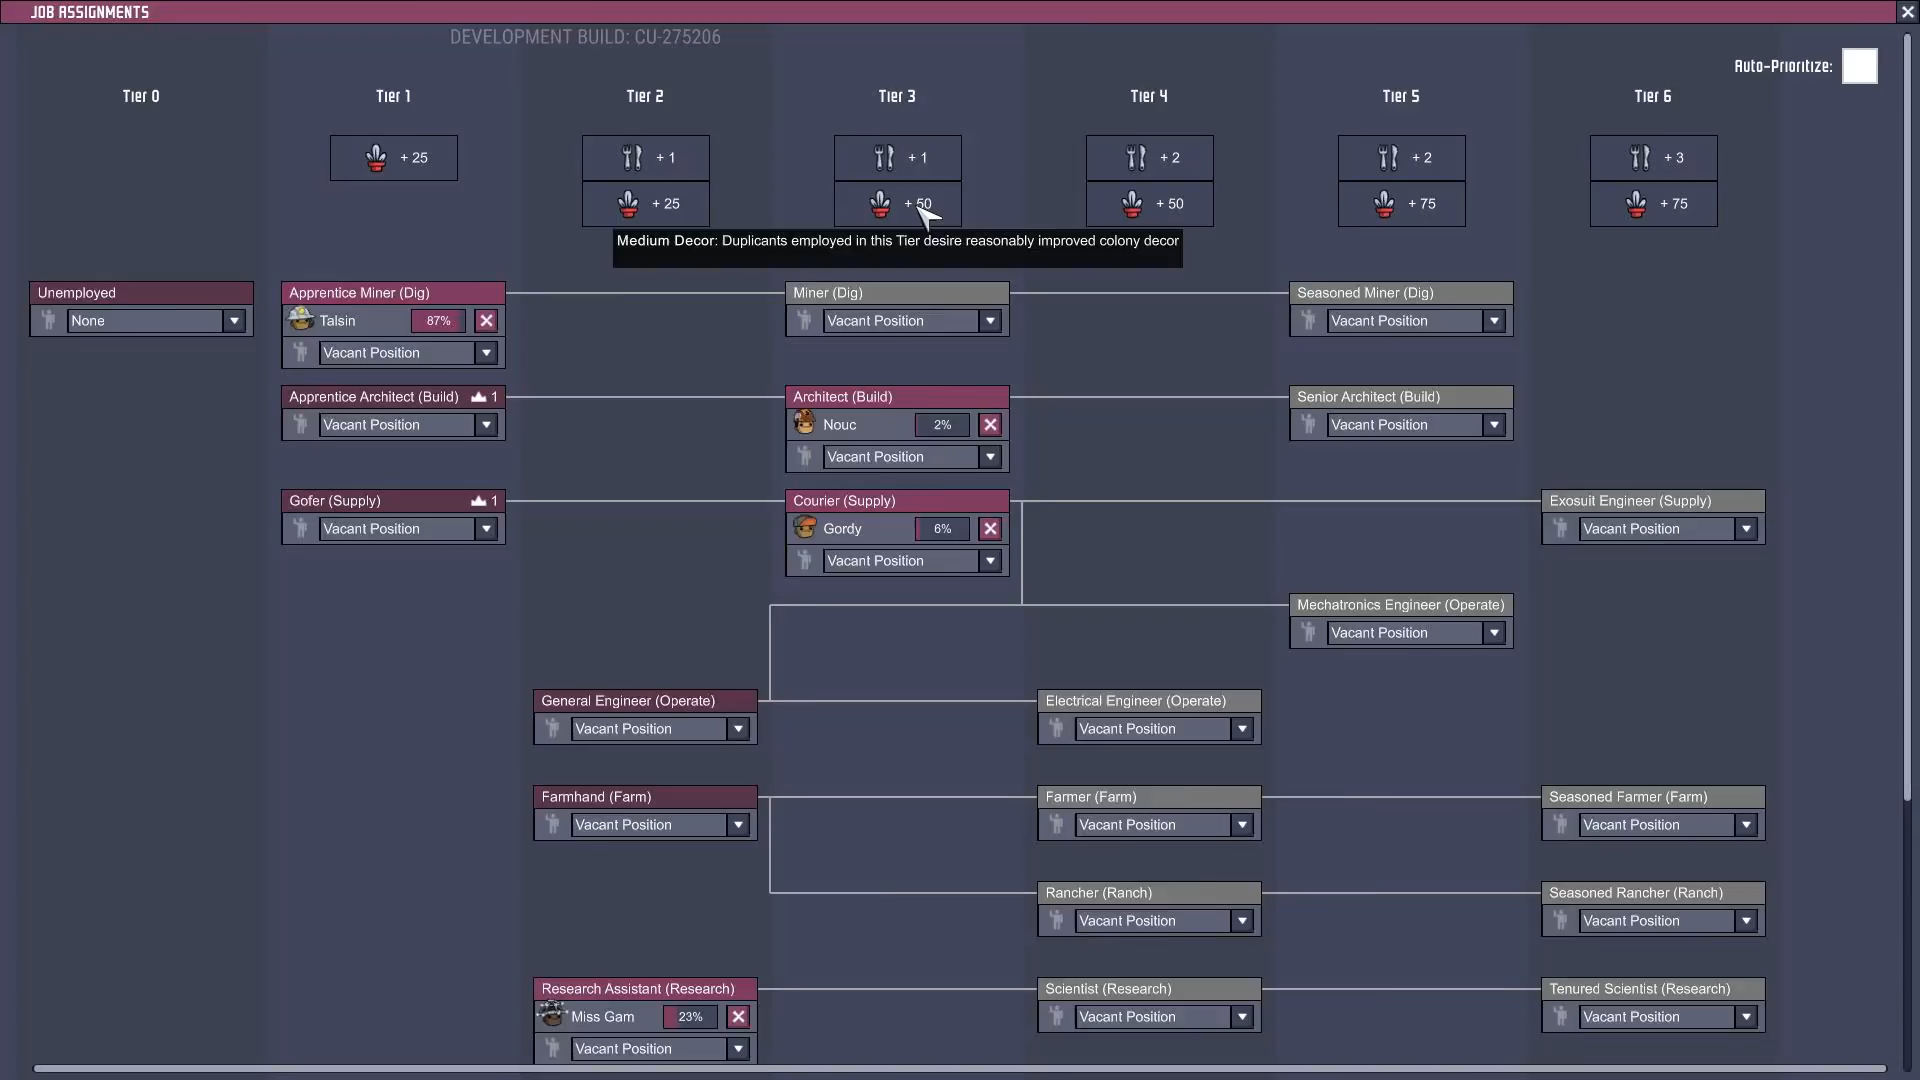 JOB ASSIGNMENTS
DEVELOPMENT BUILD: CU-275206
Auto-Prioritize:
Tier 0
Tier 1
Tier 2
Tier 3
Tier 4
Tier 5
Tier 6
+ 25
+ 1
+ 1
+ 2
+ 2
+ 3
+ 25
+ 50
+ 50
+ 75
+ 75
Medium Decor: Duplicants employed in this Tier desire reasonably improved colony decor
Unemployed
None
Apprentice Miner (Dig)
Talsin 87%
Vacant Position
Miner (Dig)
Vacant Position
Seasoned Miner (Dig)
Vacant Position
Apprentice Architect (Build) 1
Vacant Position
Architect (Build)
Nouc 2%
Vacant Position
Senior Architect (Build)
Vacant Position
Gofer (Supply) 1
Vacant Position
Courier (Supply)
Gordy 6%
Vacant Position
Exosuit Engineer (Supply)
Vacant Position
Mechatronics Engineer (Operate)
Vacant Position
General Engineer (Operate)
Vacant Position
Electrical Engineer (Operate)
Vacant Position
Farmhand (Farm)
Vacant Position
Farmer (Farm)
Vacant Position
Seasoned Farmer (Farm)
Vacant Position
Rancher (Ranch)
Vacant Position
Seasoned Rancher (Ranch)
Vacant Position
Research Assistant (Research)
Miss Gam 23%
Vacant Position
Scientist (Research)
Vacant Position
Tenured Scientist (Research)
Vacant Position